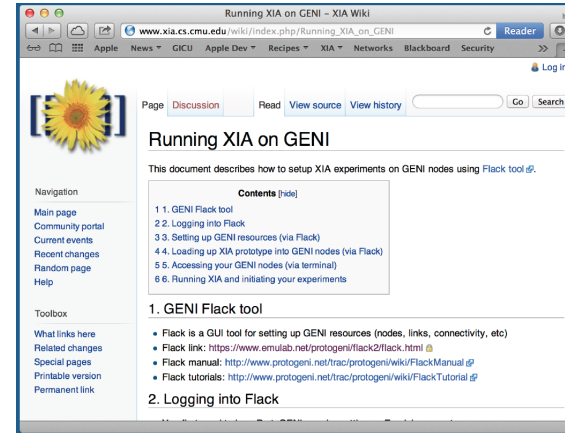 Running XIA on GENI – XIA Wiki
www.xia.cs.cmu.edu/wiki/index.php/Running_XIA_on_GENI
Reader
Apple News GICU Apple Dev Recipes XIA Networks Blackboard Security
Log in
Page Discussion Read View source View history Go Search
Running XIA on GENI
This document describes how to setup XIA experiments on GENI nodes using Flack tool.
Contents [hide]
1 1. GENI Flack tool
2 2. Logging into Flack
3 3. Setting up GENI resources (via Flack)
4 4. Loading up XIA prototype into GENI nodes (via Flack)
5 5. Accessing your GENI nodes (via terminal)
6 6. Running XIA and initiating your experiments
Navigation
Main page
Community portal
Current events
Recent changes
Random page
Help
Toolbox
What links here
Related changes
Special pages
Printable version
Permanent link
1. GENI Flack tool
Flack is a GUI tool for setting up GENI resources (nodes, links, connectivity, etc)
Flack link: https://www.emulab.net/protogeni/flack2/flack.html
Flack manual: http://www.protogeni.net/trac/protogeni/wiki/FlackManual
Flack tutorials: http://www.protogeni.net/trac/protogeni/wiki/FlackTutorial
2. Logging into Flack